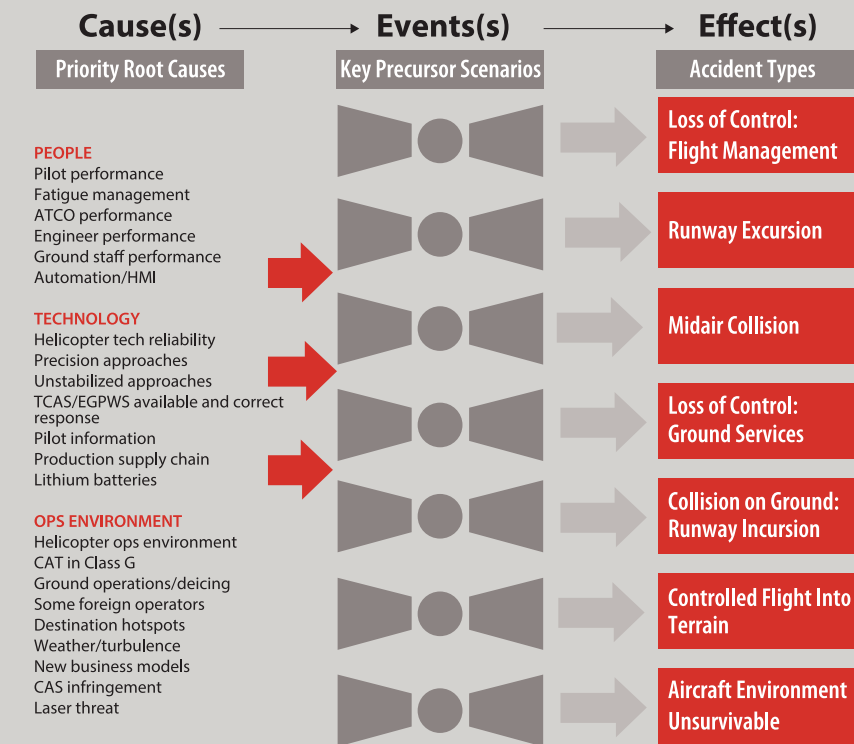 Cause(s)
Events(s)
Effect(s)
Priority Root Causes
Key Precursor Scenarios
Accident Types
PEOPLE
Pilot performance
Fatigue management
ATCO performance
Engineer performance
Ground staff performance
Automation/HMI
TECHNOLOGY
Helicopter tech reliability
Precision approaches
Unstabilized approaches
TCAS/EGPWS available and correct
response
Pilot information
Production supply chain
Lithium batteries
OPS ENVIRONMENT
Helicopter ops environment
CAT in Class G
Ground operations/deicing
Some foreign operators
Destination hotspots
Weather/turbulence
New business models
CAS infringement
Laser threat
Loss of Control:
Flight Management
Runway Excursion
Midair Collision
Loss of Control:
Ground Services
Collision on Ground:
Runway Incursion
Controlled Flight Into
Terrain
Aircraft Environment
Unsurvivable